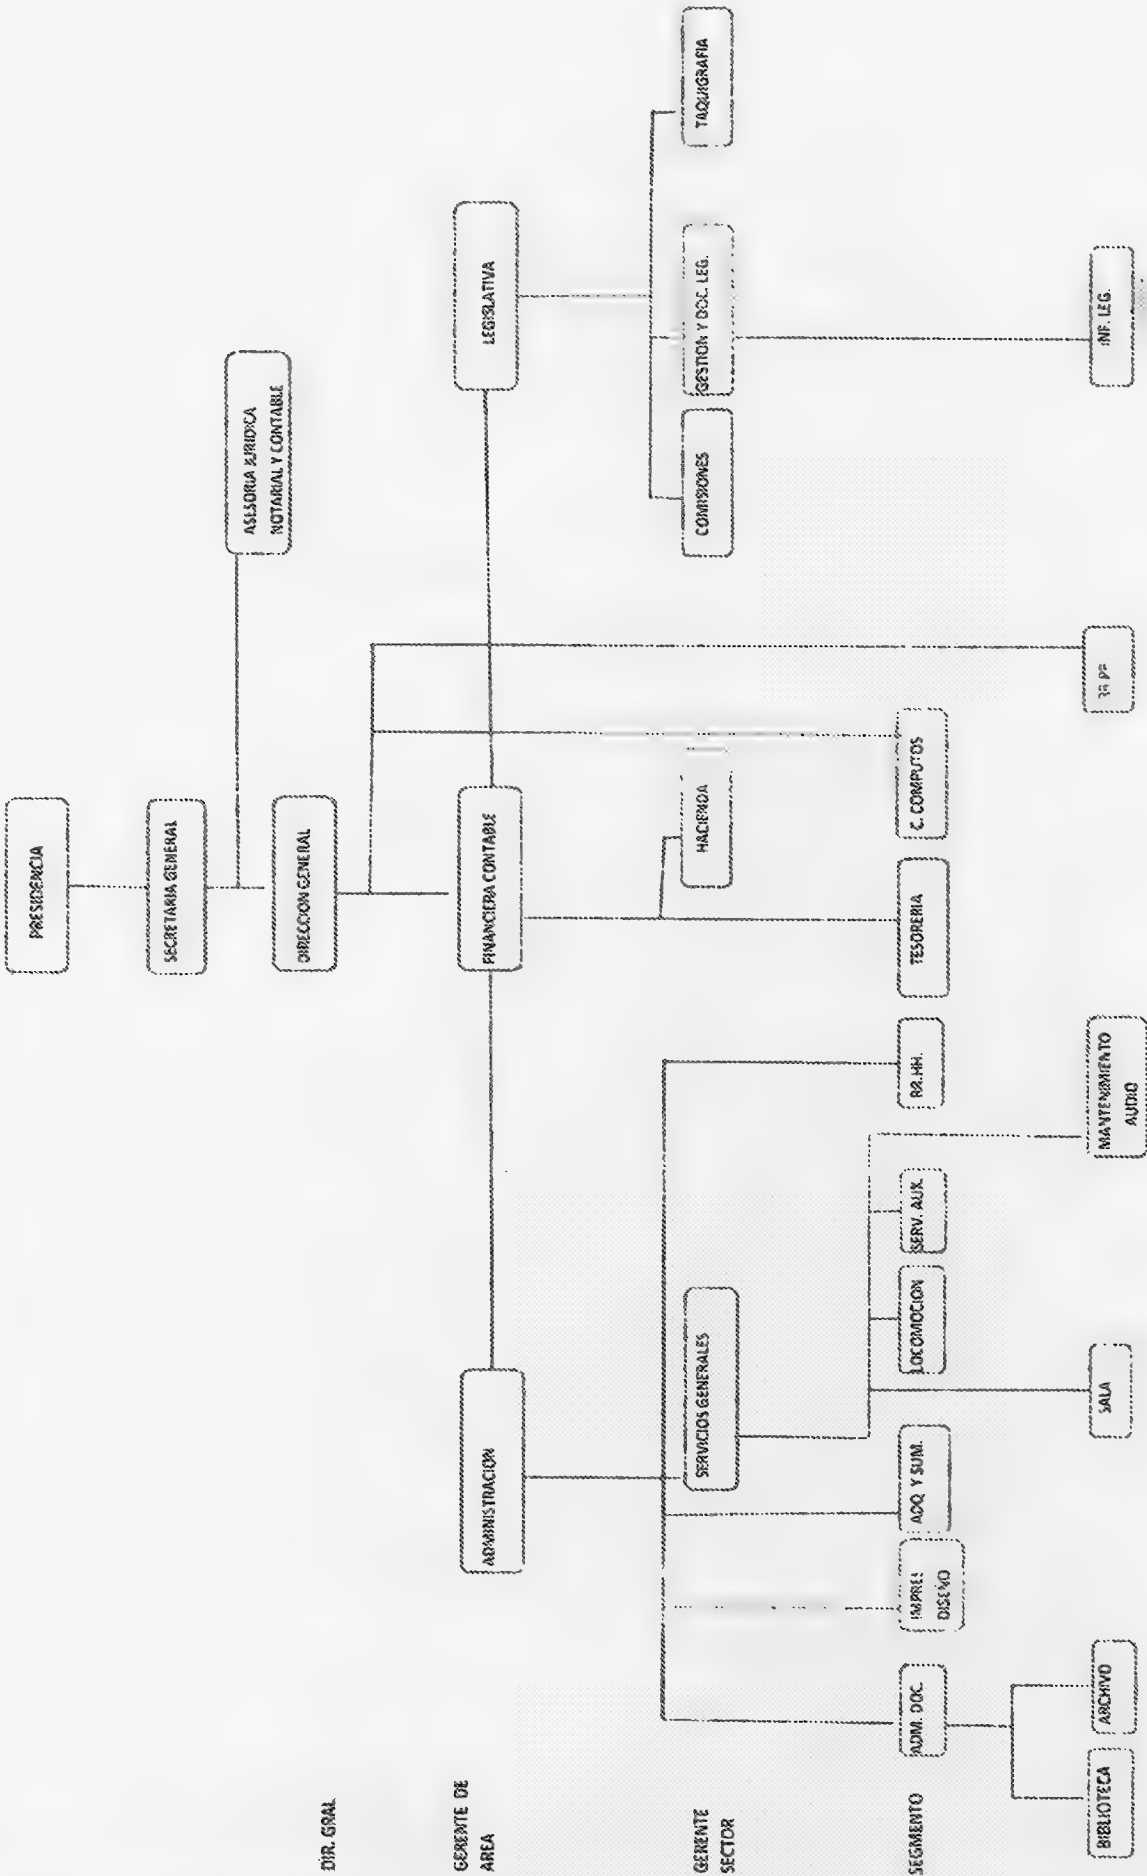 PRESIDENCIA
SECRETARIA GENERAL
ASESORIA JURIDICA
NOTARIAL Y CONTABLE
DIR. GRAL
DIRECCION GENERAL
GERENTE DE
AREA
ADMINISTRACION
FINANCIERA CONTABLE
LEGISLATIVA
GERENTE
SECTOR
SERVICIOS GENERALES
HACIENDA
COMISIONES
GESTION Y DOC. LEG.
TAQUIGRAFIA
SEGMENTO
ADM. DOC.
IMPRES
DISEÑO
ADQ. Y SUM.
LOCOMOCION
SERV. AUX.
RR.HH.
TESORERIA
C. COMPUTOS
BIBLIOTECA
ARCHIVO
SALA
MANTENIMIENTO
AUDIO
INF. LEG.